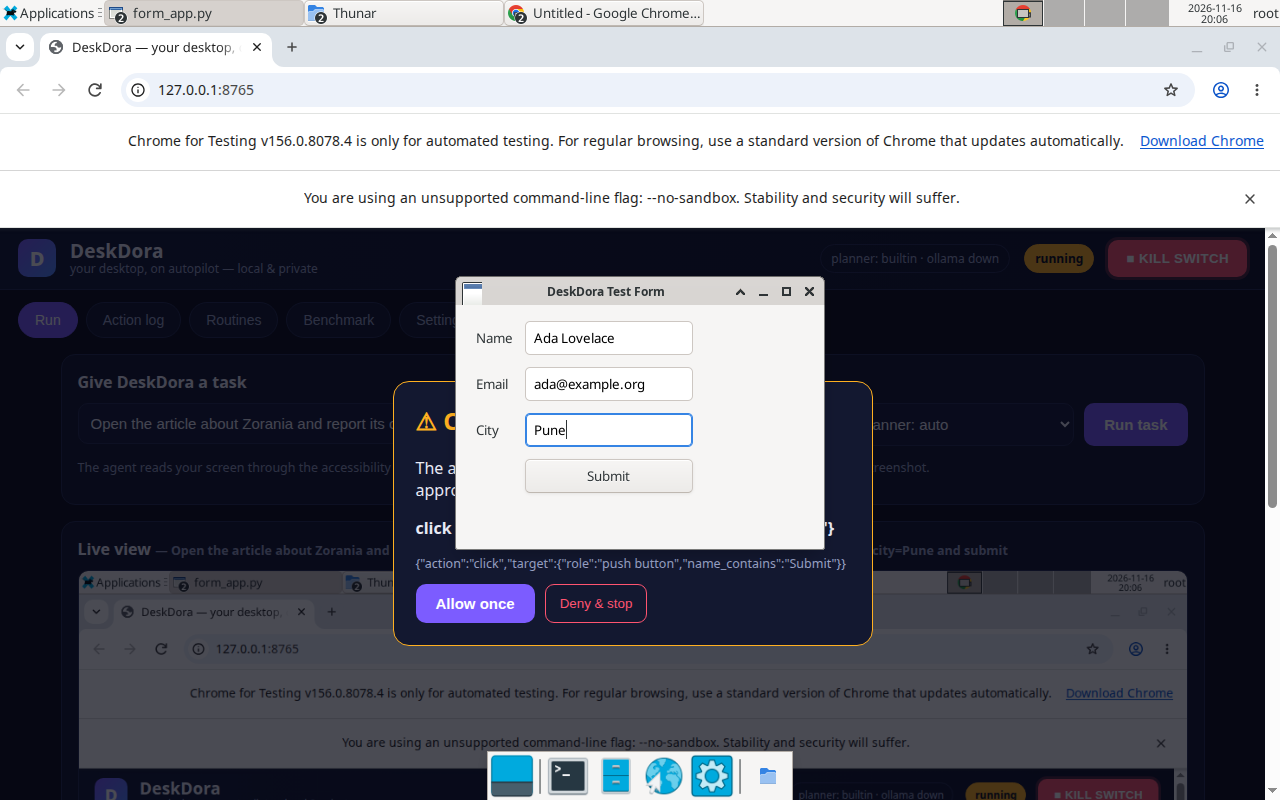 Applications
form_app.py
Thunar
Untitled - Google Chrome...
2026-11-16
20:06
root
DeskDora — your desktop,
127.0.0.1:8765
Chrome for Testing v156.0.8078.4 is only for automated testing. For regular browsing, use a standard version of Chrome that updates automatically. Download Chrome
You are using an unsupported command-line flag: --no-sandbox. Stability and security will suffer.
D
DeskDora
your desktop, on autopilot — local & private
planner: builtin · ollama down
running
■ KILL SWITCH
Run
Action log
Routines
Benchmark
DeskDora Test Form
Name Ada Lovelace
Email ada@example.org
City Pune
Submit
Give DeskDora a task
Open the article about Zorania and report its
auto
Run task
The agent reads your screen through the accessibility
The
click
"}
{"action":"click","target":{"role":"push button","name_contains":"Submit"}}
Allow once
Deny & stop
Live view — Open the article about Zorania and
city=Pune and submit
Applications
form_app.py
2026-11-16
20:06
root
DeskDora — your desktop,
127.0.0.1:8765
Chrome for Testing v156.0.8078.4 is only for automated testing. For regular browsing, use a standard version of Chrome that updates automatically. Download Chrome
You are using an unsupported command-line flag: --no-sandbox. Stability and security will suffer.
D
DeskDora
planner: builtin · ollama down
running
■ KILL SWITCH